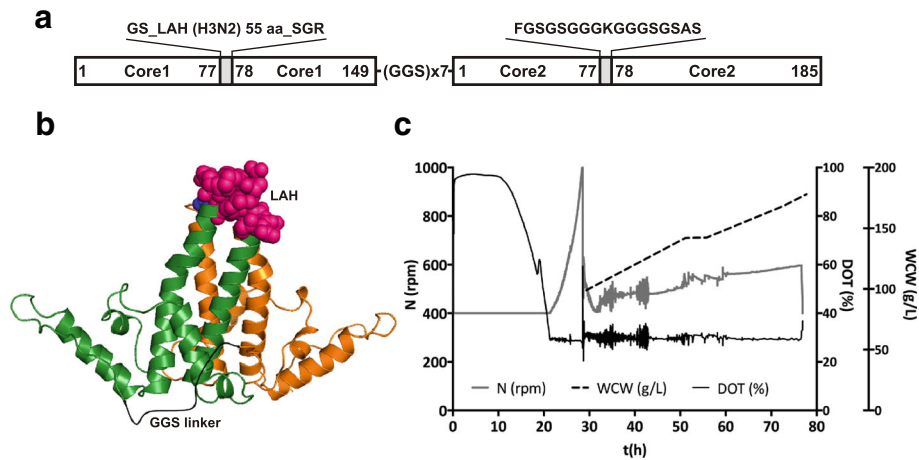 a
GS_LAH (H3N2) 55 aa_SGR
FGSGSGGGKGGGSGSAS
1 Core1 77 78 Core1 149 (GGS)x7 1 Core2 77 78 Core2 185
b
LAH
GGS linker
c
N (rpm)
1000
800
600
400
200
0
DOT (%)
100
80
60
40
20
0
WCW (g/L)
200
150
100
50
0
N (rpm) WCW (g/L) DOT (%)
0 10 20 30 40 50 60 70 80
t(h)